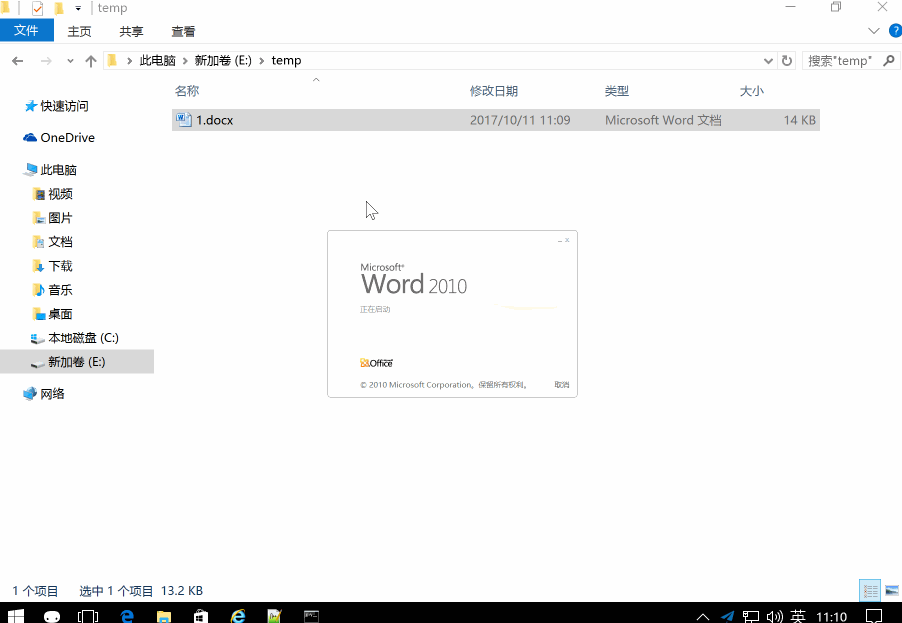 temp
文件 主页 共享 查看
此电脑 新加卷 (E:) temp 搜索"temp"
名称 修改日期 类型 大小
1.docx 2017/10/11 11:09 Microsoft Word 文档 14 KB
快速访问
OneDrive
此电脑
视频
图片
文档
下载
音乐
桌面
本地磁盘 (C:)
新加卷 (E:)
网络
Microsoft®
Word 2010
正在启动
Office
© 2010 Microsoft Corporation。保留所有权利。 取消
1 个项目 选中 1 个项目 13.2 KB
英 11:10